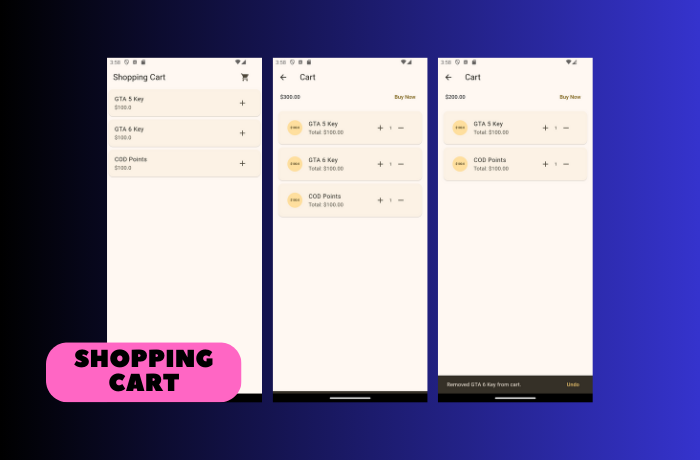 3:58
Shopping Cart
GTA 5 Key
$100.0
GTA 6 Key
$100.0
COD Points
$100.0
3:58
Cart
$300.00
Buy Now
GTA 5 Key
Total: $100.00
1
GTA 6 Key
Total: $100.00
1
COD Points
Total: $100.00
1
3:58
Cart
$200.00
Buy Now
GTA 5 Key
Total: $100.00
1
COD Points
Total: $100.00
1
Removed GTA 6 Key from cart.
Undo
SHOPPING
CART